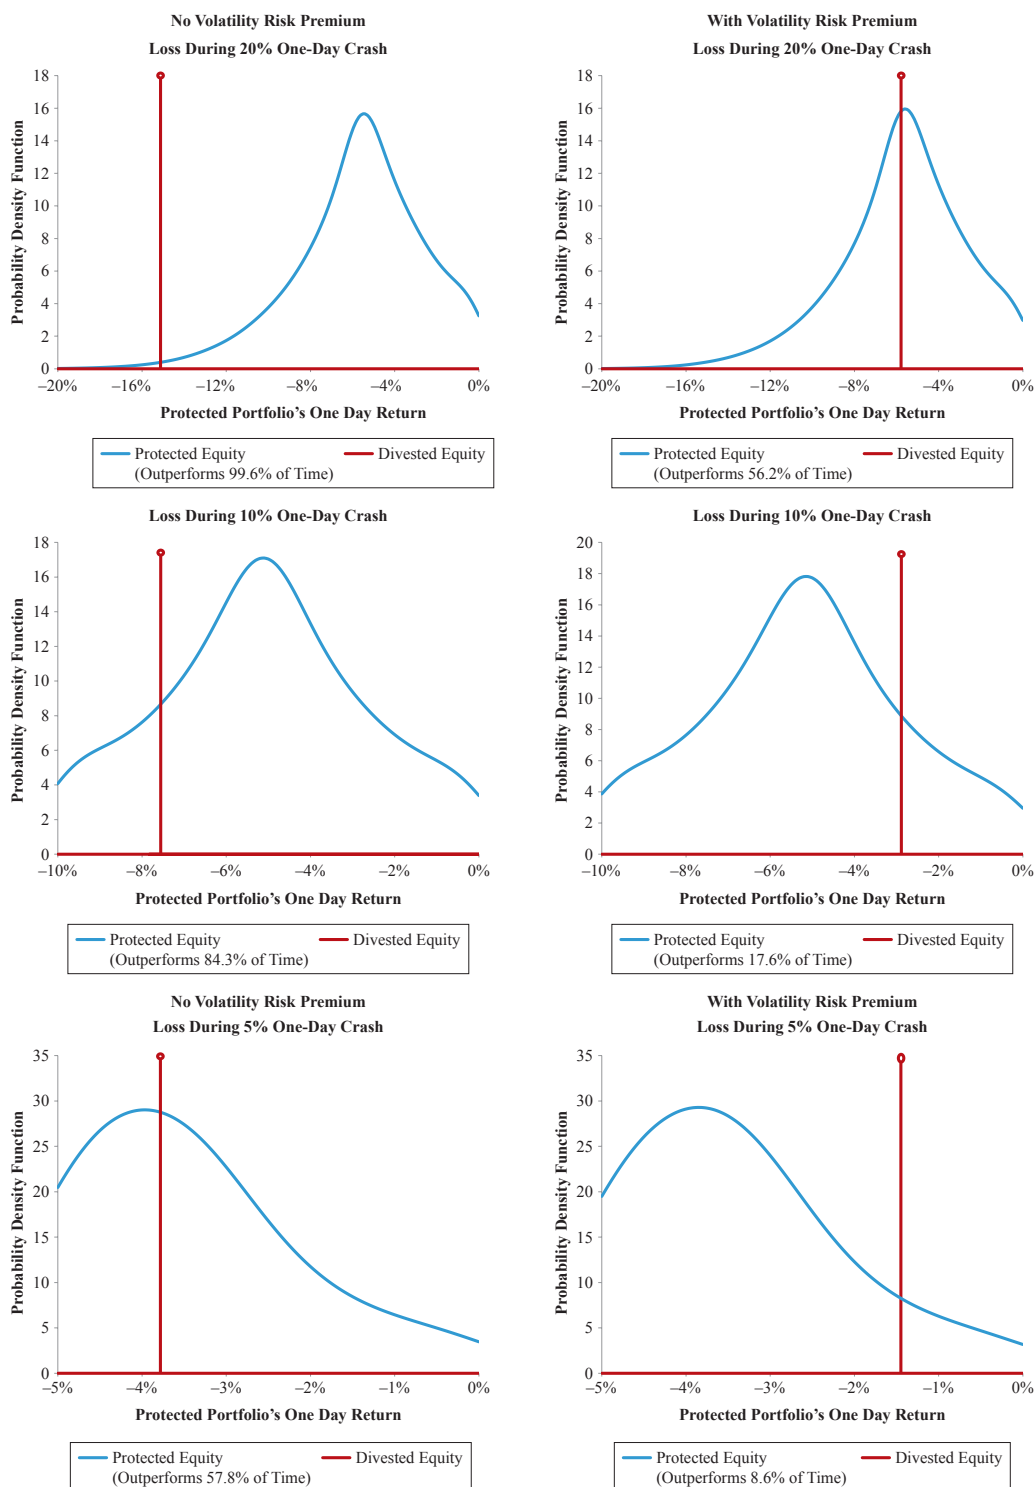 No Volatility Risk Premium
Loss During 20% One-Day Crash
Probability Density Function
18
16
14
12
10
8
6
4
2
0
–20% –16% –12% –8% –4% 0%
Protected Portfolio's One Day Return
Protected Equity (Outperforms 99.6% of Time)
Divested Equity
With Volatility Risk Premium
Loss During 20% One-Day Crash
Probability Density Function
18
16
14
12
10
8
6
4
2
0
–20% –16% –12% –8% –4% 0%
Protected Portfolio's One Day Return
Protected Equity (Outperforms 56.2% of Time)
Divested Equity
Loss During 10% One-Day Crash
Probability Density Function
18
16
14
12
10
8
6
4
2
0
–10% –8% –6% –4% –2% 0%
Protected Portfolio's One Day Return
Protected Equity (Outperforms 84.3% of Time)
Divested Equity
Loss During 10% One-Day Crash
Probability Density Function
20
18
16
14
12
10
8
6
4
2
0
–10% –8% –6% –4% –2% 0%
Protected Portfolio's One Day Return
Protected Equity (Outperforms 17.6% of Time)
Divested Equity
No Volatility Risk Premium
Loss During 5% One-Day Crash
Probability Density Function
35
30
25
20
15
10
5
0
–5% –4% –3% –2% –1% 0%
Protected Portfolio's One Day Return
Protected Equity (Outperforms 57.8% of Time)
Divested Equity
With Volatility Risk Premium
Loss During 5% One-Day Crash
Probability Density Function
35
30
25
20
15
10
5
0
–5% –4% –3% –2% –1% 0%
Protected Portfolio's One Day Return
Protected Equity (Outperforms 8.6% of Time)
Divested Equity